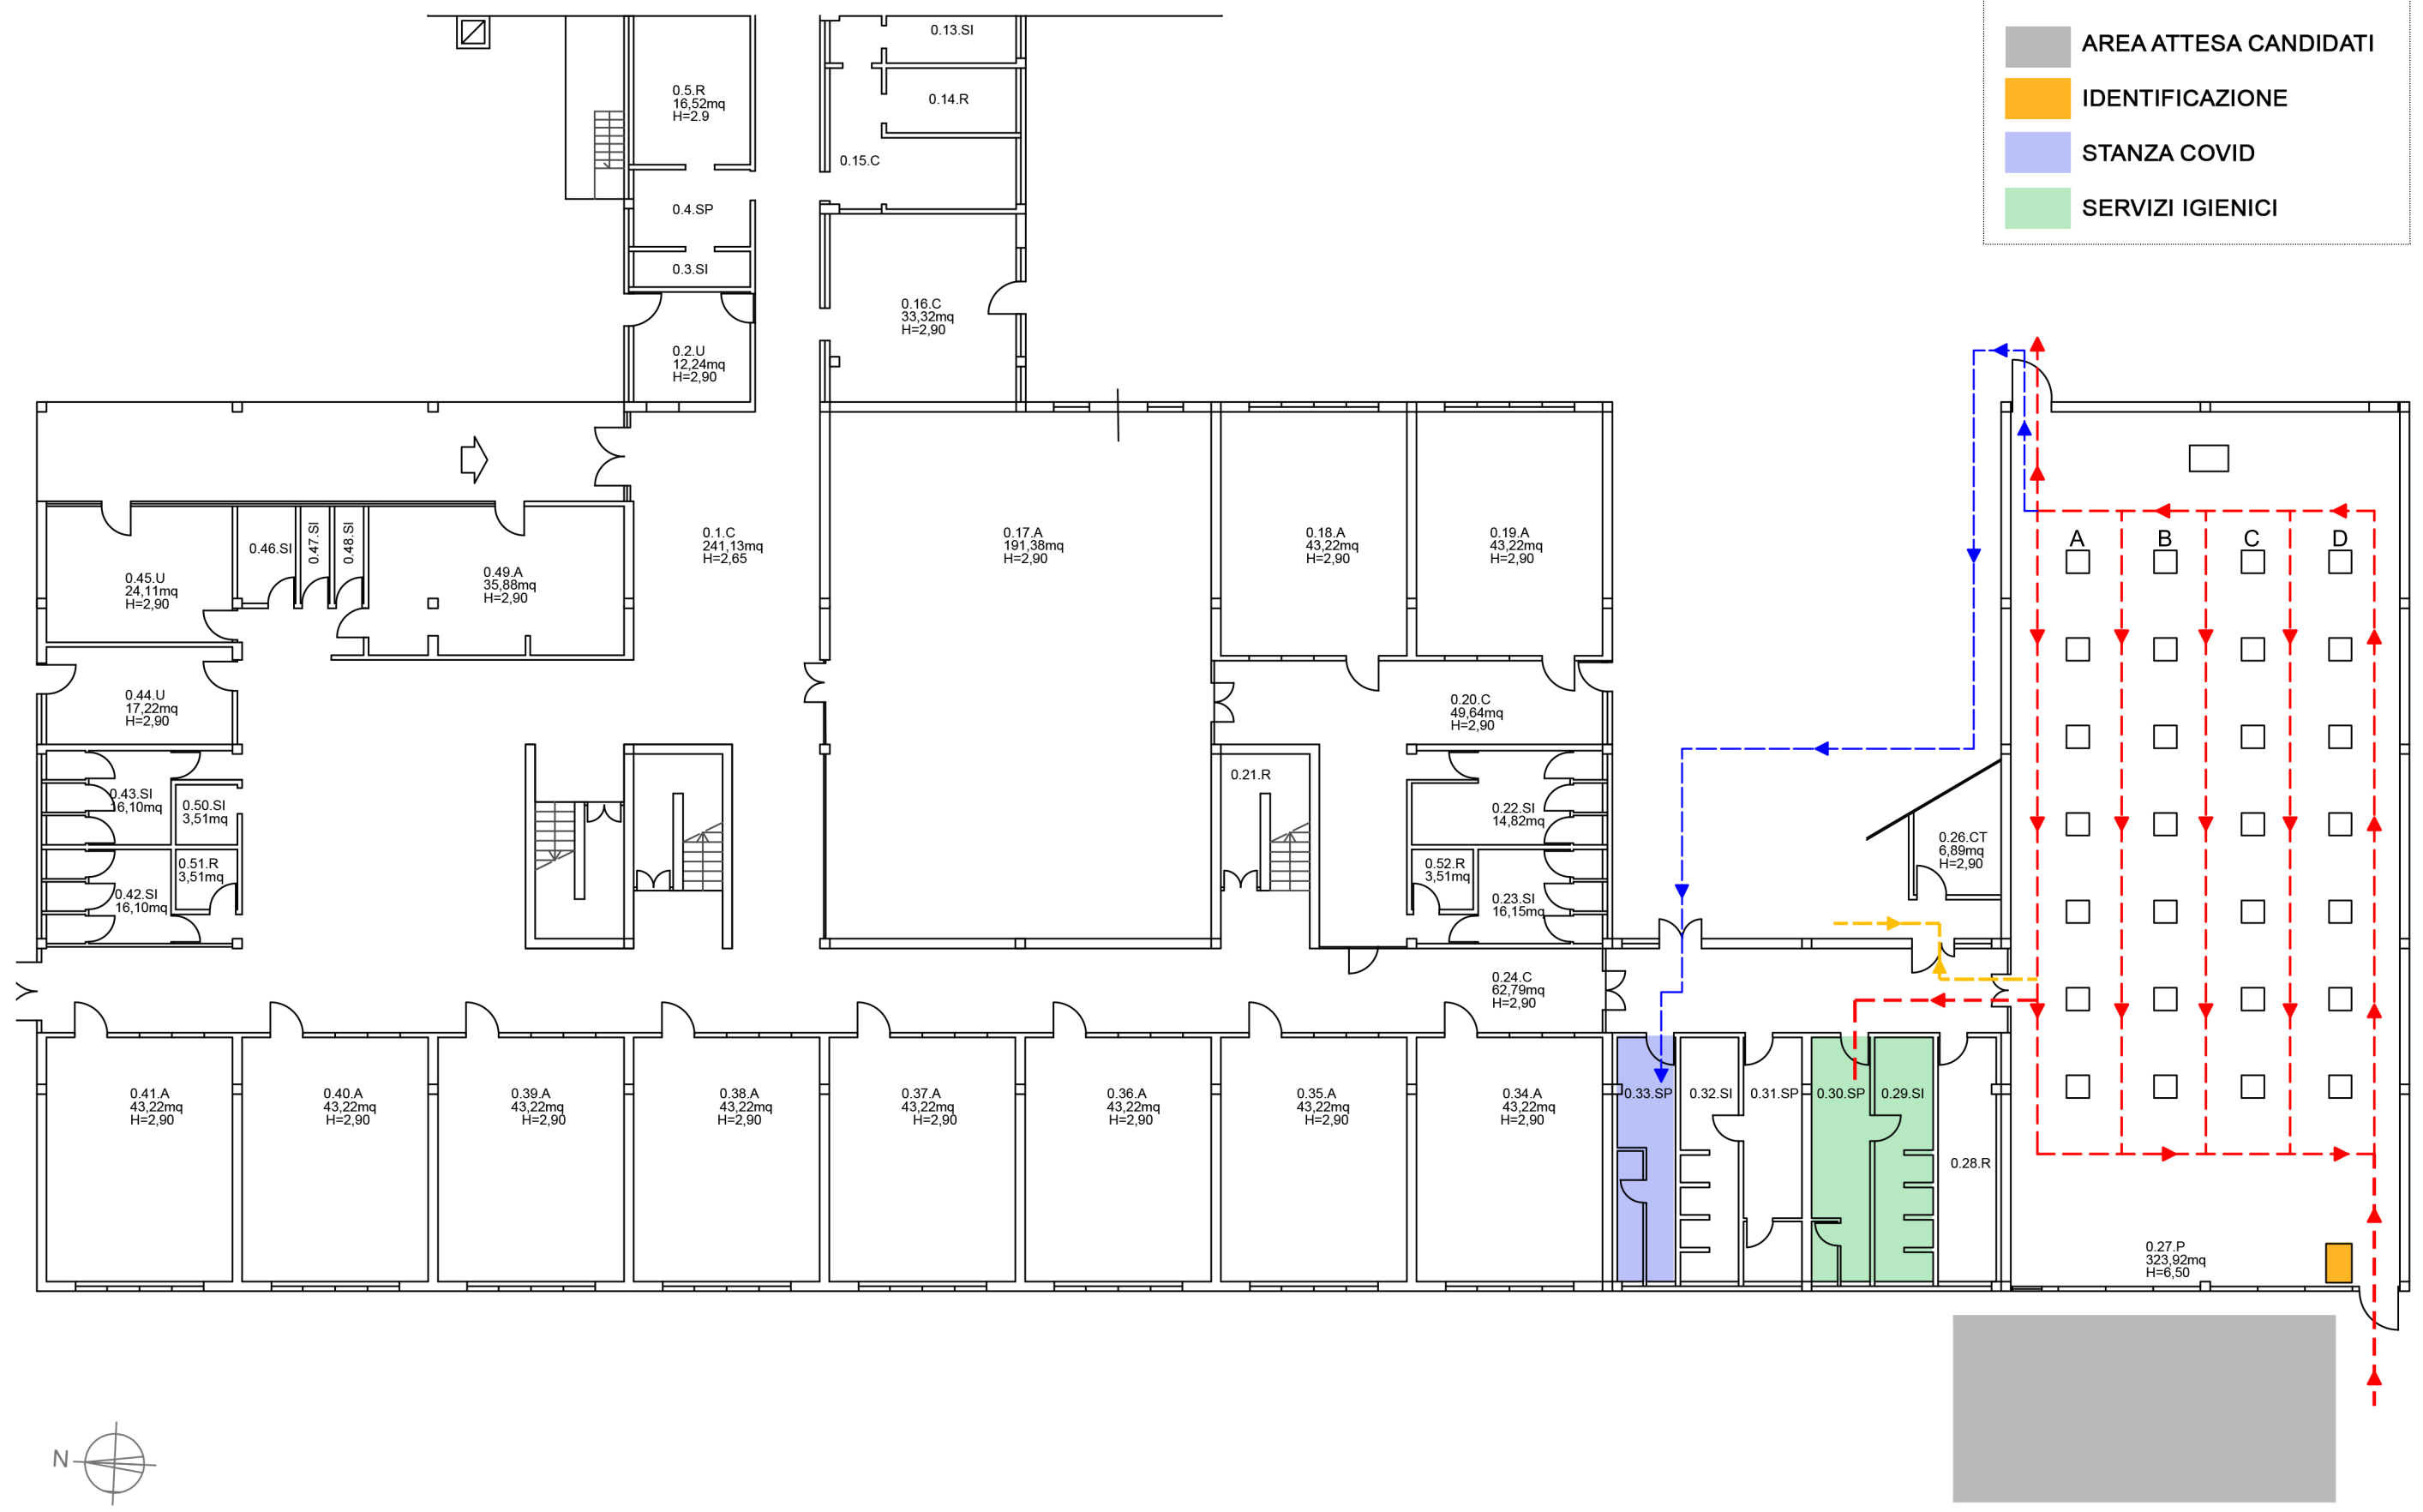 AREA ATTESA CANDIDATI
IDENTIFICAZIONE
STANZA COVID
SERVIZI IGIENICI
0.13.SI
0.5.R
16,52mq
H=2.9
0.14.R
0.15.C
0.4.SP
0.3.SI
0.16.C
33,32mq
H=2,90
0.2.U
12,24mq
H=2,90
0.1.C
241,13mq
H=2,65
0.17.A
191,38mq
H=2,90
0.18.A
43,22mq
H=2,90
0.19.A
43,22mq
H=2,90
A
B
C
D
0.46.SI
0.47.SI
0.48.SI
0.49.A
35,88mq
H=2,90
0.45.U
24,11mq
H=2,90
0.44.U
17,22mq
H=2,90
0.20.C
49,64mq
H=2,90
0.21.R
0.43.SI
16,10mq
0.50.SI
3,51mq
0.22.SI
14,82mq
0.26.CT
6,89mq
H=2,90
0.51.R
3,51mq
0.52.R
3,51mq
0.42.SI
16,10mq
0.23.SI
16,15mq
0.24.C
62,79mq
H=2,90
0.41.A
43,22mq
H=2,90
0.40.A
43,22mq
H=2,90
0.39.A
43,22mq
H=2,90
0.38.A
43,22mq
H=2,90
0.37.A
43,22mq
H=2,90
0.36.A
43,22mq
H=2,90
0.35.A
43,22mq
H=2,90
0.34.A
43,22mq
H=2,90
0.33.SP
0.32.SI
0.31.SP
0.30.SP
0.29.SI
0.28.R
0.27.P
323,92mq
H=6,50
N